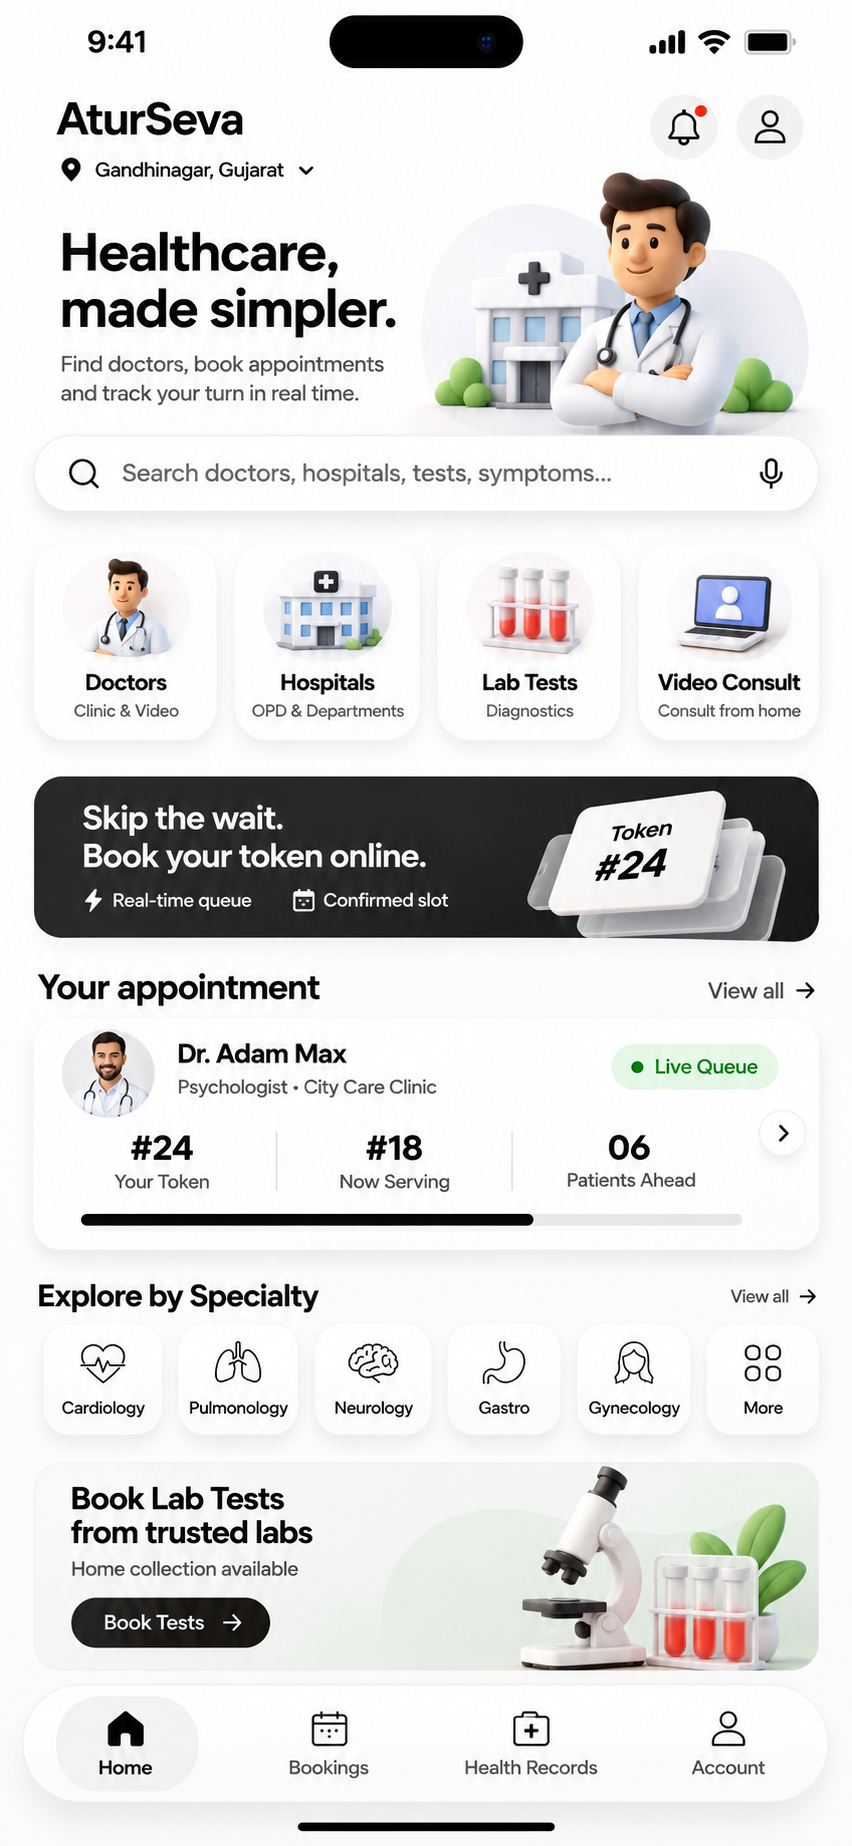 9:41
AturSeva
Gandhinagar, Gujarat
Healthcare,
made simpler.
Find doctors, book appointments
and track your turn in real time.
Search doctors, hospitals, tests, symptoms...
Doctors
Clinic & Video
Hospitals
OPD & Departments
Lab Tests
Diagnostics
Video Consult
Consult from home
Skip the wait.
Book your token online.
Real-time queue
Confirmed slot
Token
#24
Your appointment
View all
Dr. Adam Max
Psychologist • City Care Clinic
Live Queue
#24
Your Token
#18
Now Serving
06
Patients Ahead
Explore by Specialty
View all
Cardiology
Pulmonology
Neurology
Gastro
Gynecology
More
Book Lab Tests
from trusted labs
Home collection available
Book Tests
Home
Bookings
Health Records
Account